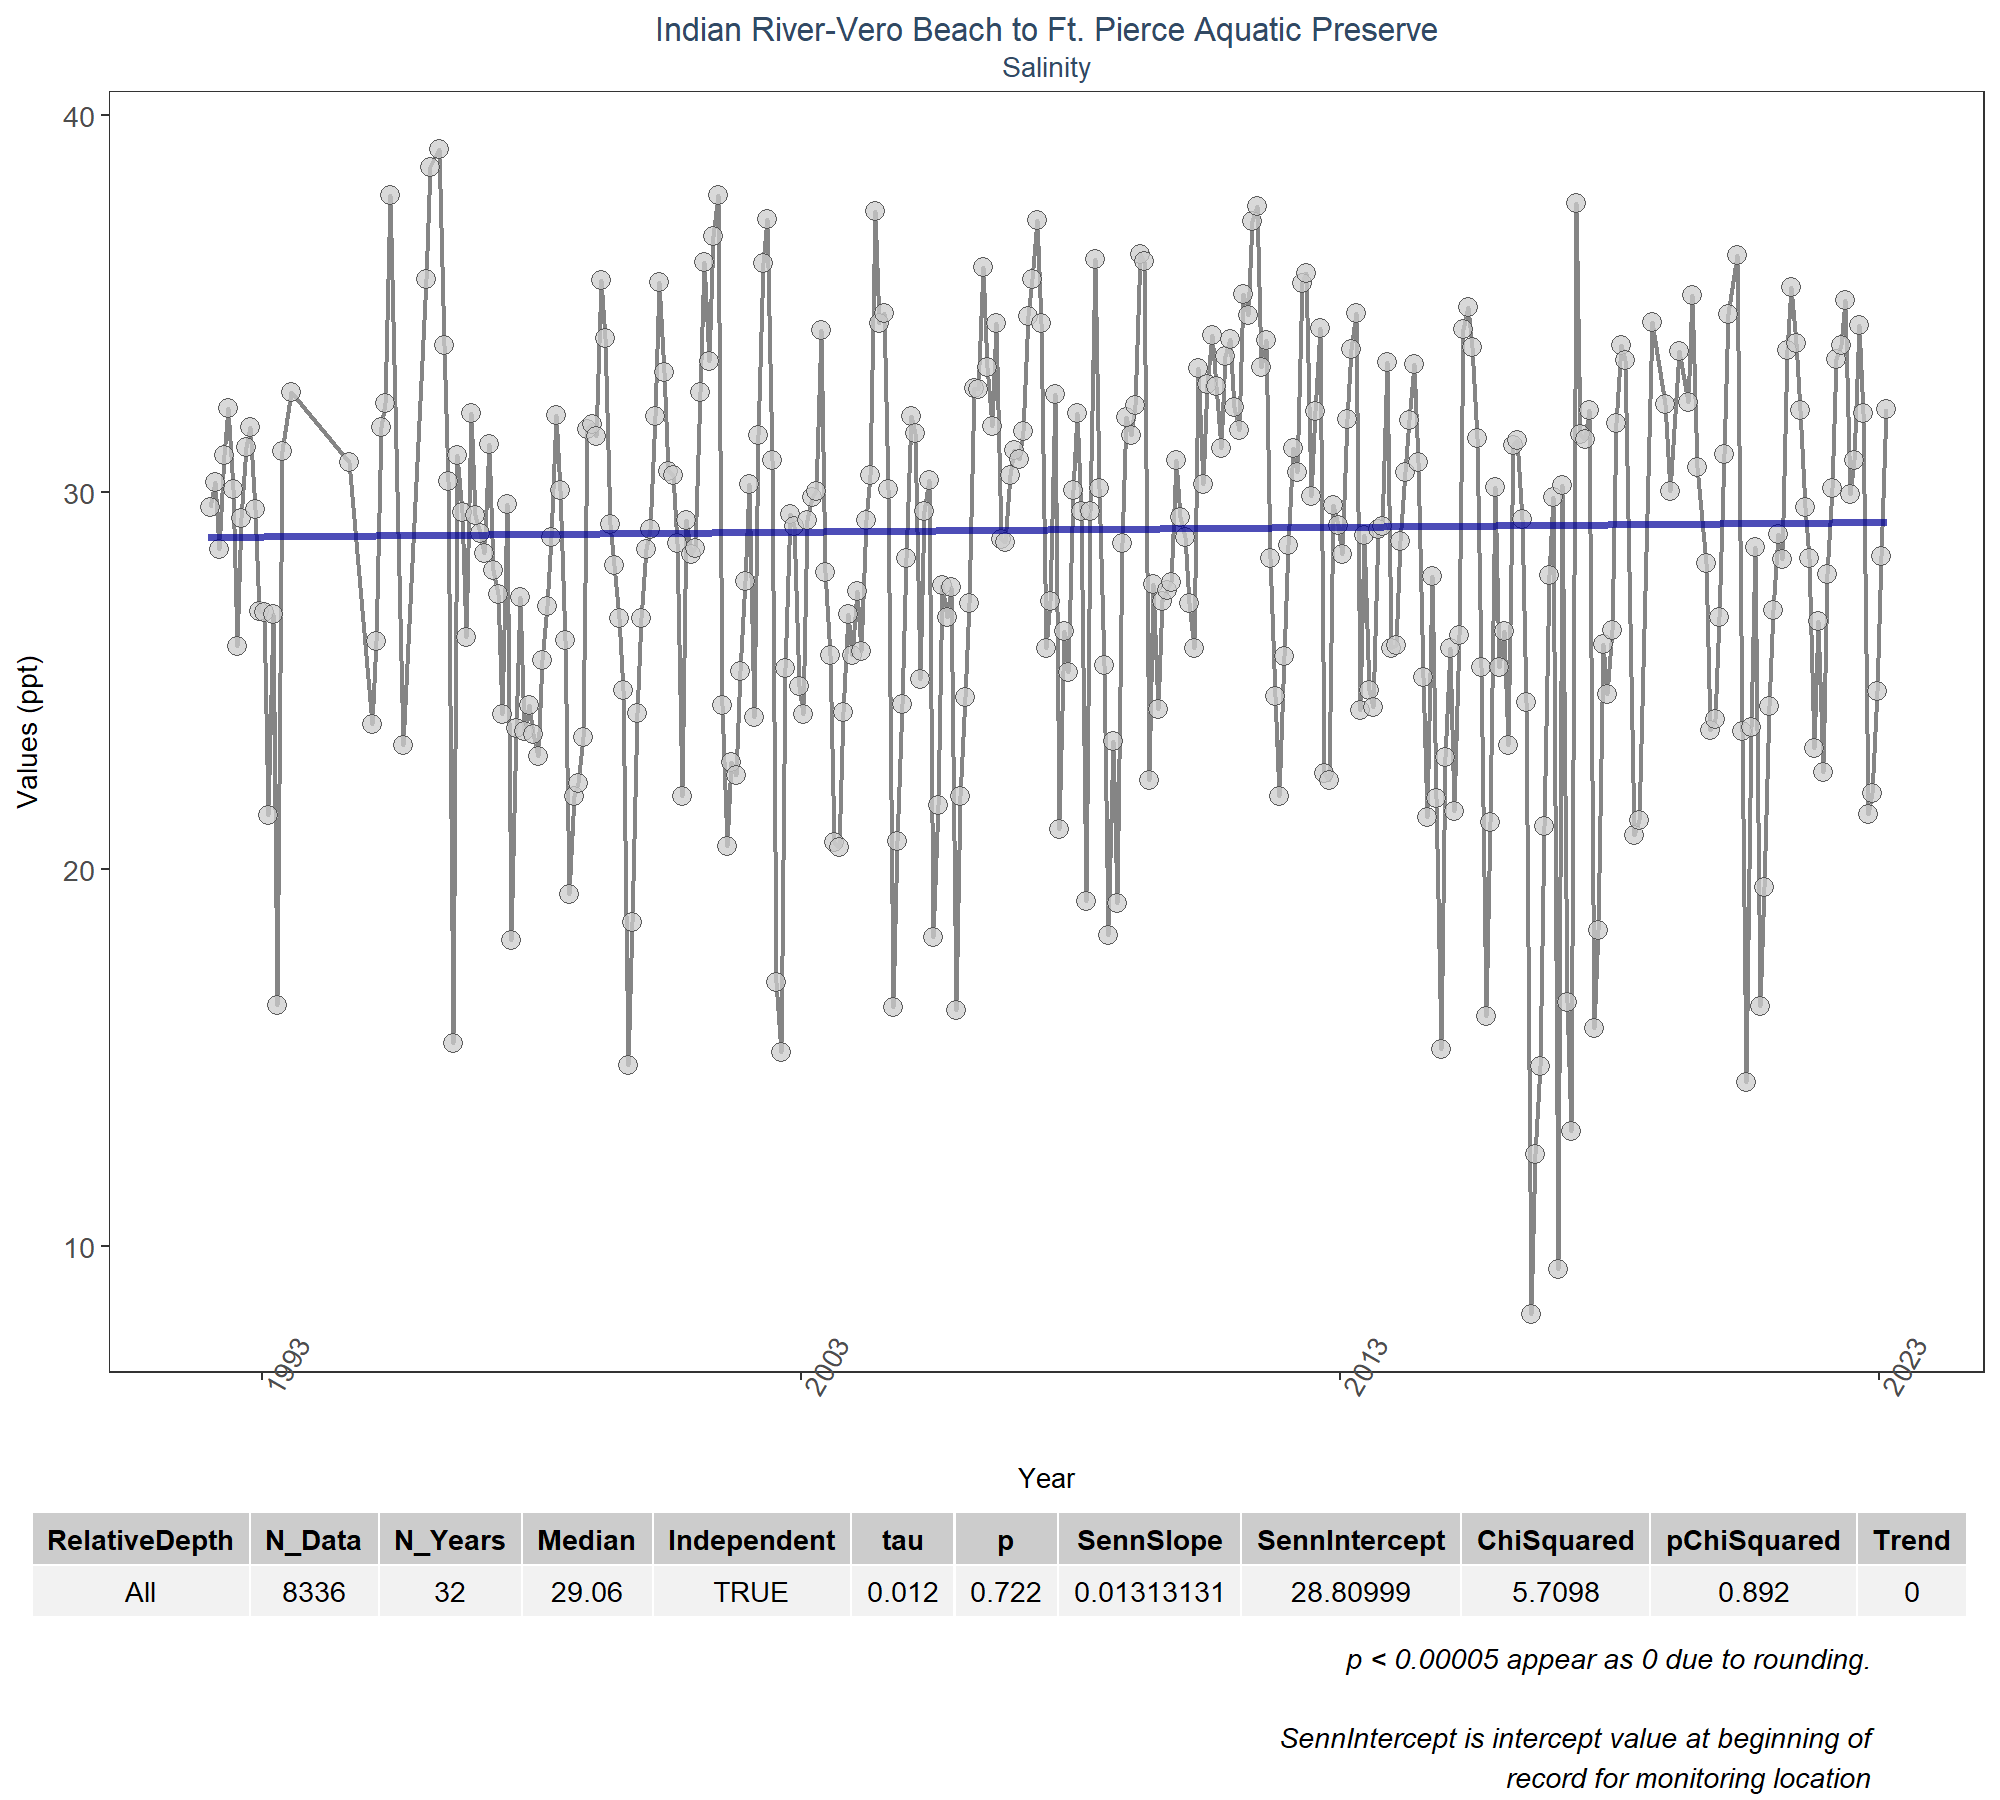 Indian River-Vero Beach to Ft. Pierce Aquatic Preserve
Salinity
40
30
20
10
Values (ppt)
1993 2003 2013 2023
Year
RelativeDepth N_Data N_Years Median Independent tau p SennSlope SennIntercept ChiSquared pChiSquared Trend
All 8336 32 29.06 TRUE 0.012 0.722 0.01313131 28.80999 5.7098 0.892 0
p < 0.00005 appear as 0 due to rounding.
SennIntercept is intercept value at beginning of
record for monitoring location